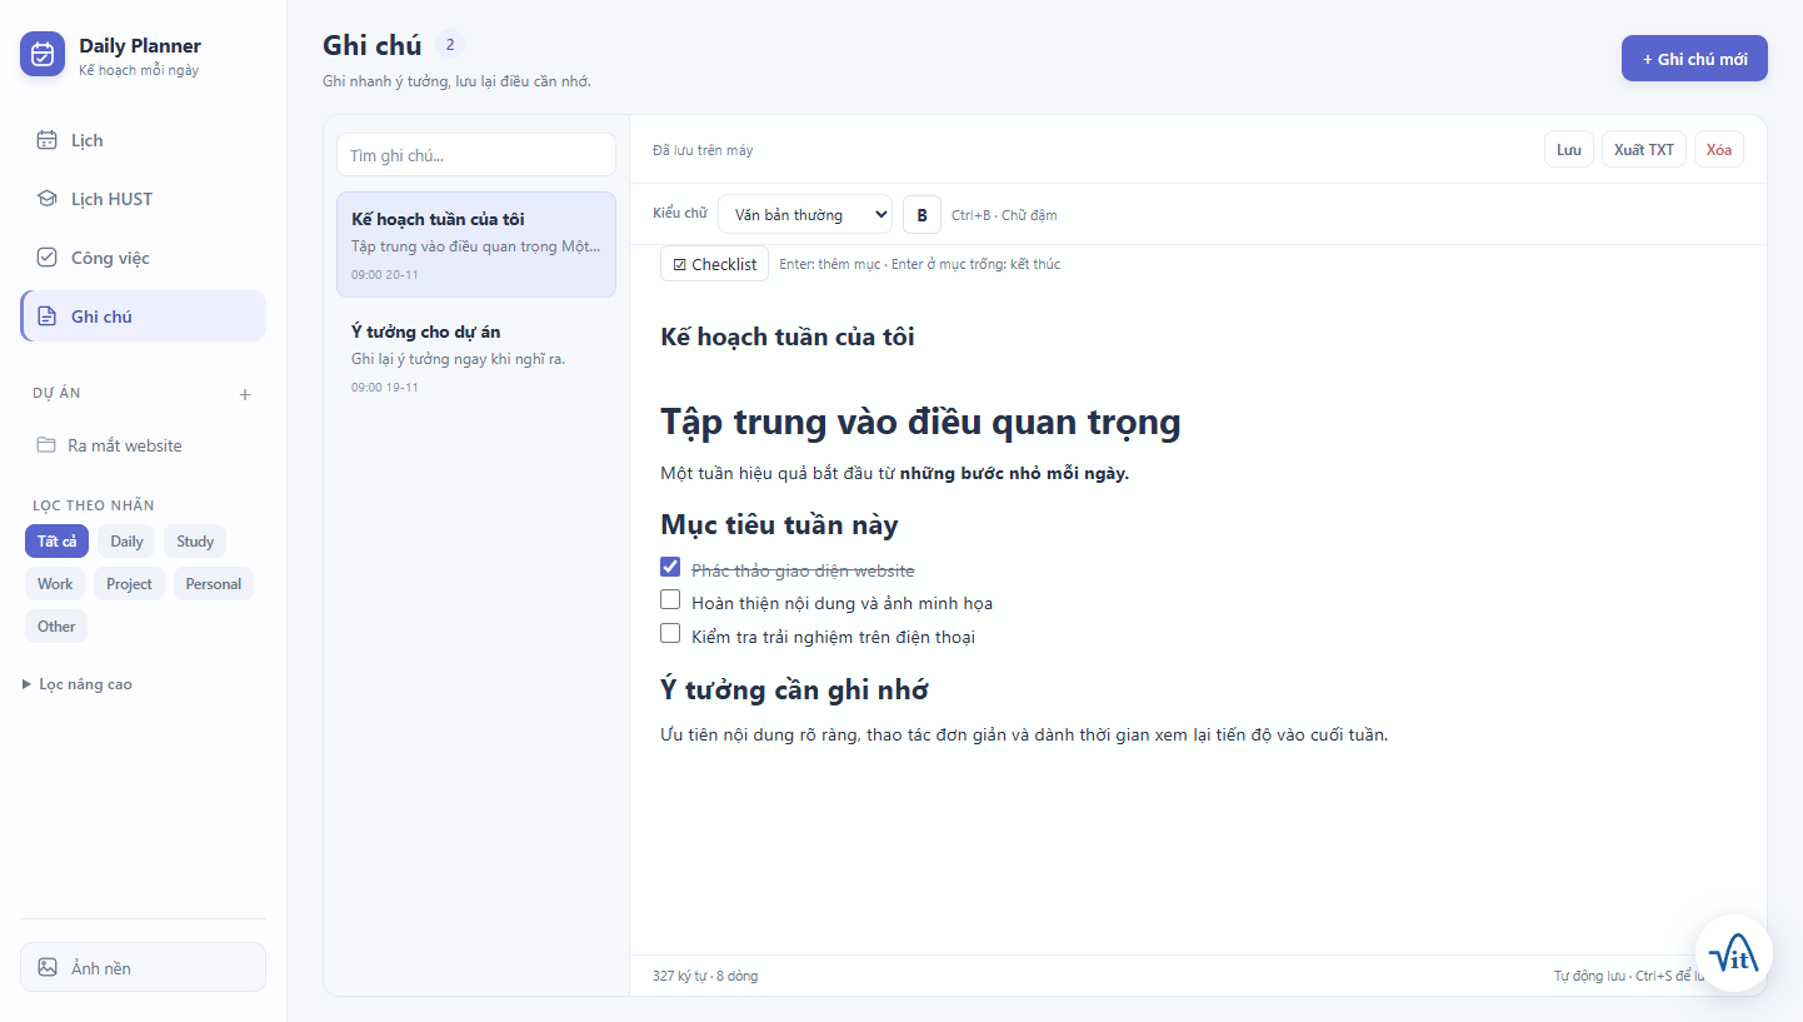 Daily Planner
Kế hoạch mỗi ngày
Lịch
Lịch HUST
Công việc
Ghi chú
DỰ ÁN +
Ra mắt website
LỌC THEO NHÃN
Tất cả Daily Study
Work Project Personal
Other
▶ Lọc nâng cao
Ảnh nền
Ghi chú 2
Ghi nhanh ý tưởng, lưu lại điều cần nhớ.
+ Ghi chú mới
Tìm ghi chú...
Kế hoạch tuần của tôi
Tập trung vào điều quan trọng Một...
09:00 20-11
Ý tưởng cho dự án
Ghi lại ý tưởng ngay khi nghĩ ra.
09:00 19-11
Đã lưu trên máy
Lưu Xuất TXT Xóa
Kiểu chữ Văn bản thường B Ctrl+B · Chữ đậm
☑ Checklist Enter: thêm mục · Enter ở mục trống: kết thúc
Kế hoạch tuần của tôi
Tập trung vào điều quan trọng
Một tuần hiệu quả bắt đầu từ những bước nhỏ mỗi ngày.
Mục tiêu tuần này
Phác thảo giao diện website
Hoàn thiện nội dung và ảnh minh họa
Kiểm tra trải nghiệm trên điện thoại
Ý tưởng cần ghi nhớ
Ưu tiên nội dung rõ ràng, thao tác đơn giản và dành thời gian xem lại tiến độ vào cuối tuần.
327 ký tự · 8 dòng
Tự động lưu · Ctrl+S để
it